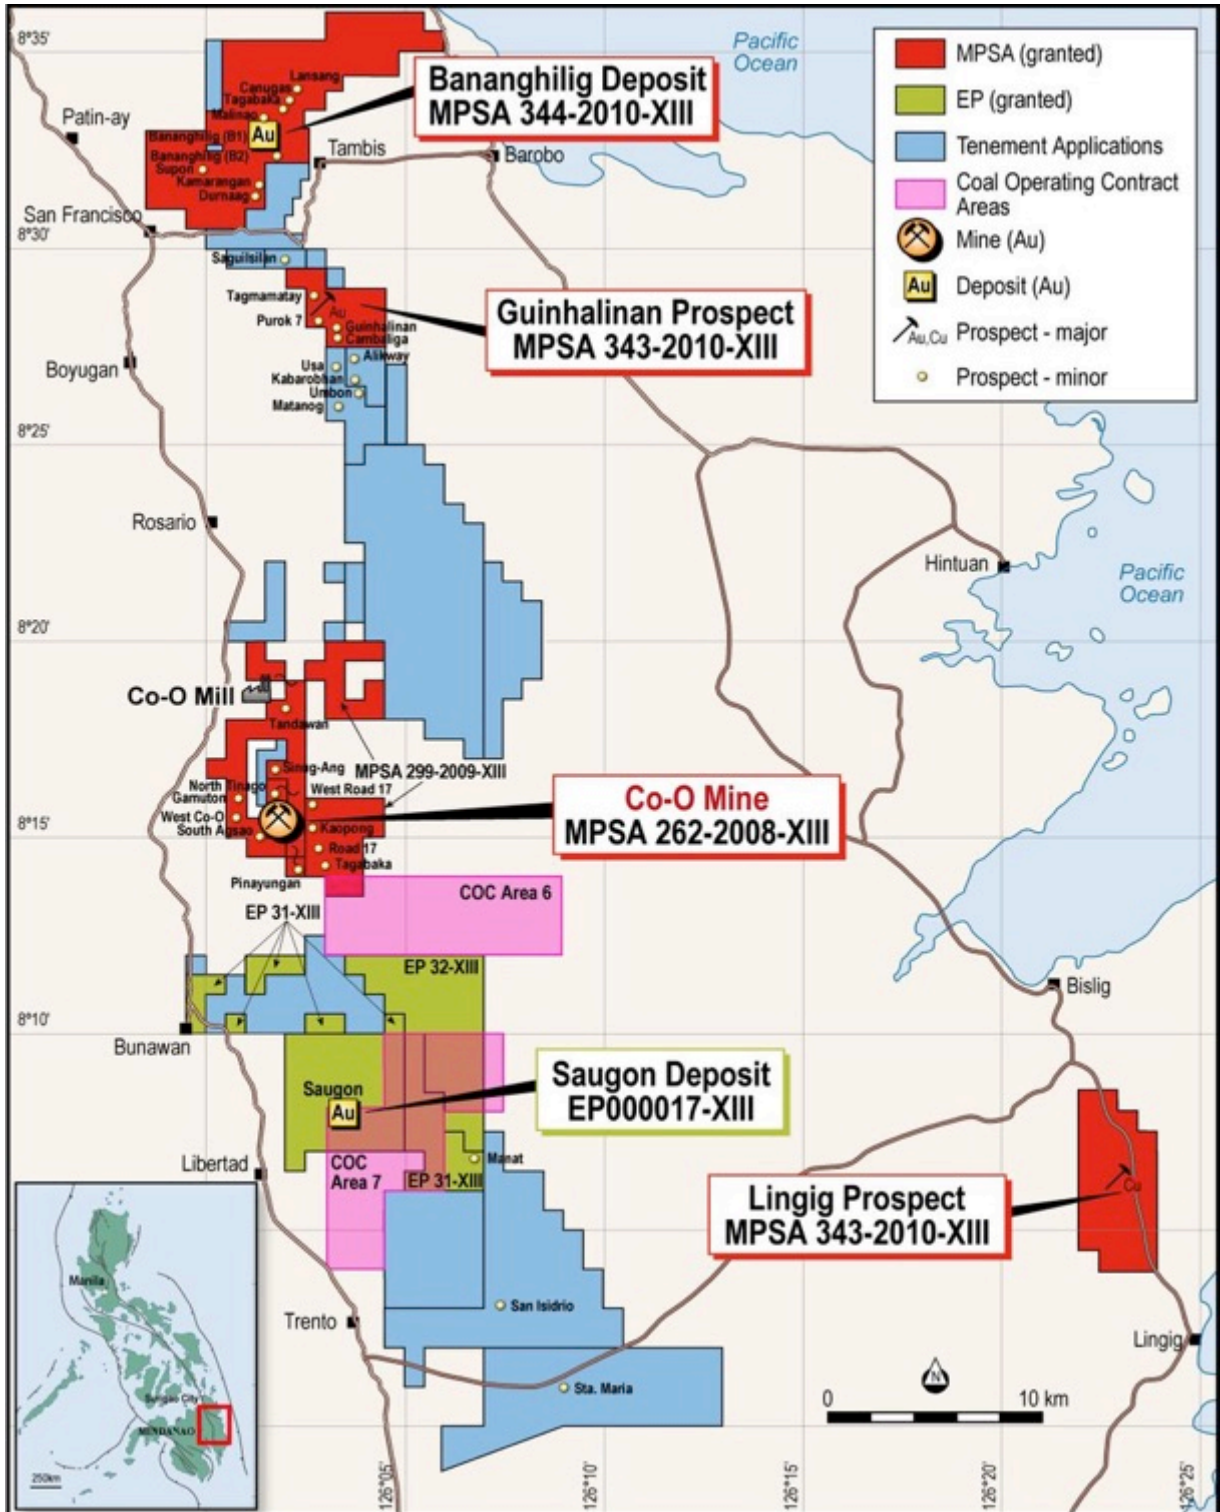 8°35'
Pacific
Ocean
MPSA (granted)
EP (granted)
Tenement Applications
Coal Operating Contract
Areas
Mine (Au)
Au
Deposit (Au)
Au,Cu
Prospect - major
Prospect - minor
Bananghilig Deposit
MPSA 344-2010-XIII
Lansang
Canugas
Tagabaka
Malinao
Bananghilig (B1)
Au
Bananghilig (B2)
Supon
Kamarangan
Durnaag
Patin-ay
Tambis
Barobo
San Francisco
8°30'
Saguilsilan
Tagmamatay
Au
Purok 7
Guinhalinan
Cambaliga
Guinhalinan Prospect
MPSA 343-2010-XIII
Alikway
Usa
Kabarobhan
Umbon
Matanog
Boyugan
8°25'
Rosario
Hintuan
Pacific
Ocean
8°20'
Co-O Mill
Tandawan
MPSA 299-2009-XIII
Sinug-Ang
North Tinago
Gamuton
West Road 17
West Co-O
South Agsao
Kaopong
Road 17
Tagabaka
Pinayungan
Co-O Mine
MPSA 262-2008-XIII
8°15'
COC Area 6
EP 31-XIII
EP 32-XIII
Bislig
8°10'
Bunawan
Saugon
Au
Saugon Deposit
EP000017-XIII
Libertad
COC
Area 7
EP 31-XIII
Manat
Cu
Lingig Prospect
MPSA 343-2010-XIII
San Isidrio
Trento
Lingig
Sta. Maria
N
0 10 km
Manila
Surigao City
MINDANAO
250km
126°05'
126°10'
126°15'
126°20'
126°25'